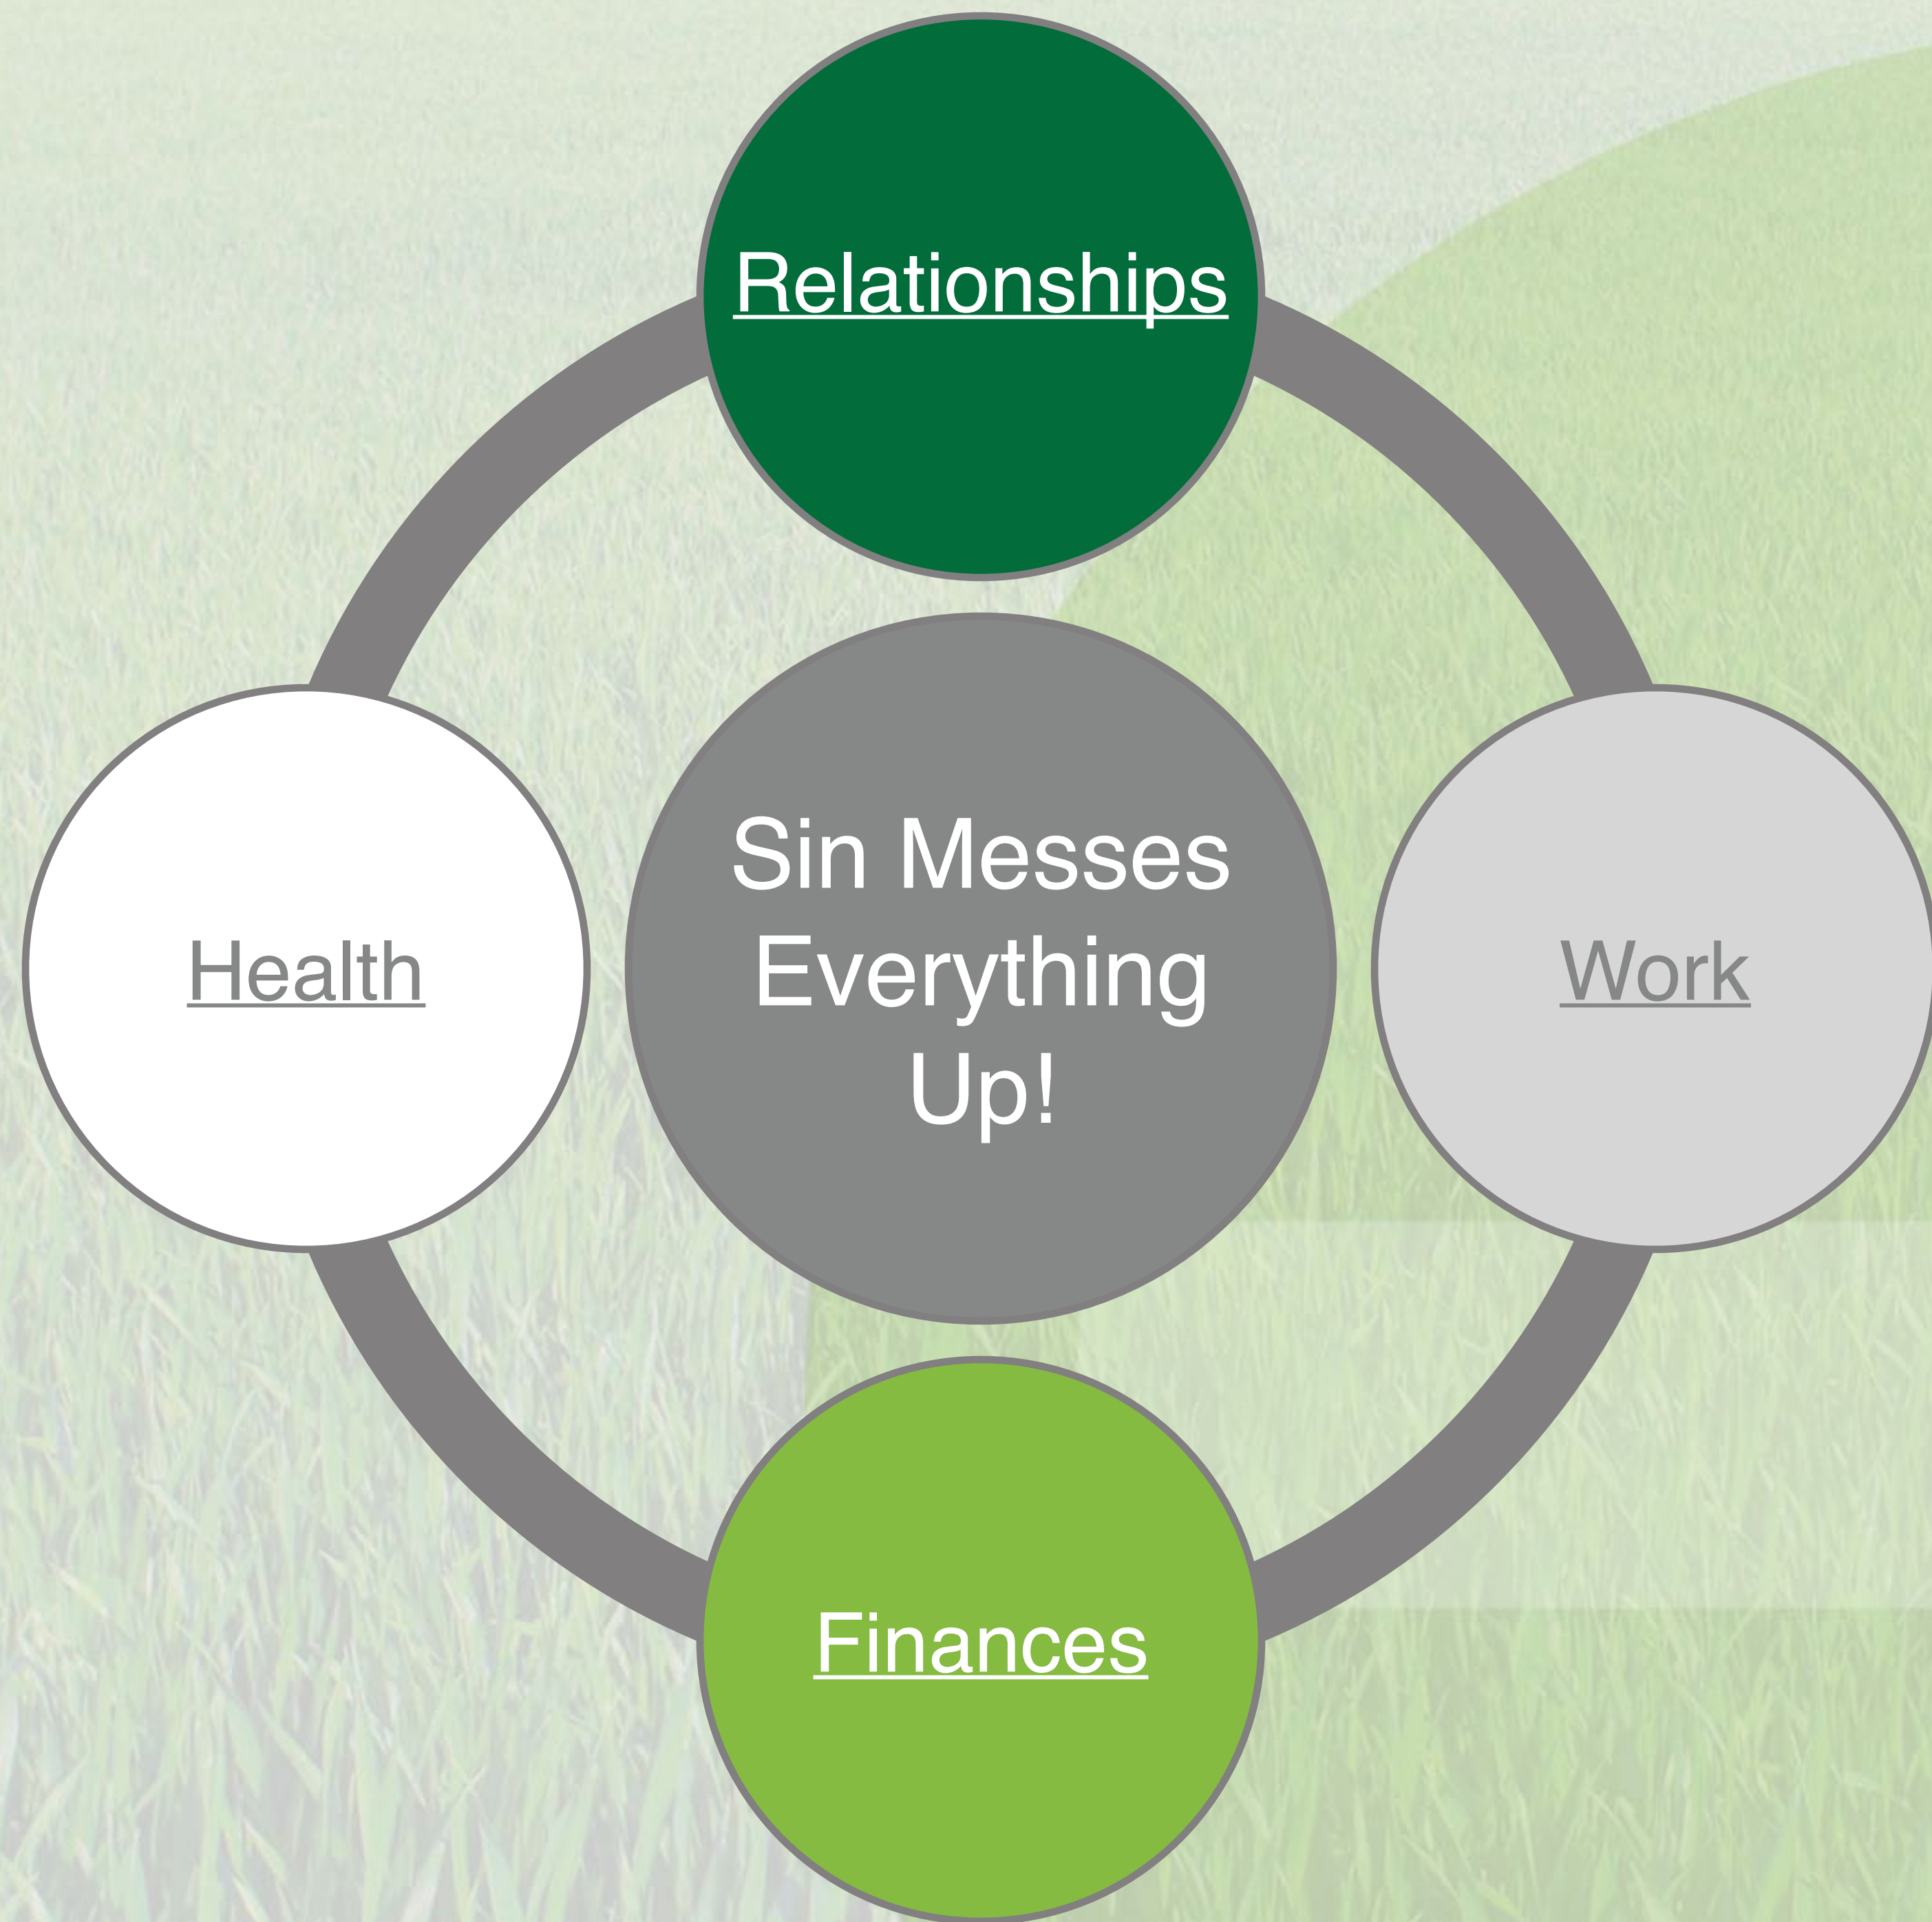 Relationships
Sin Messes
Everything
Up!
Health
Work
Finances